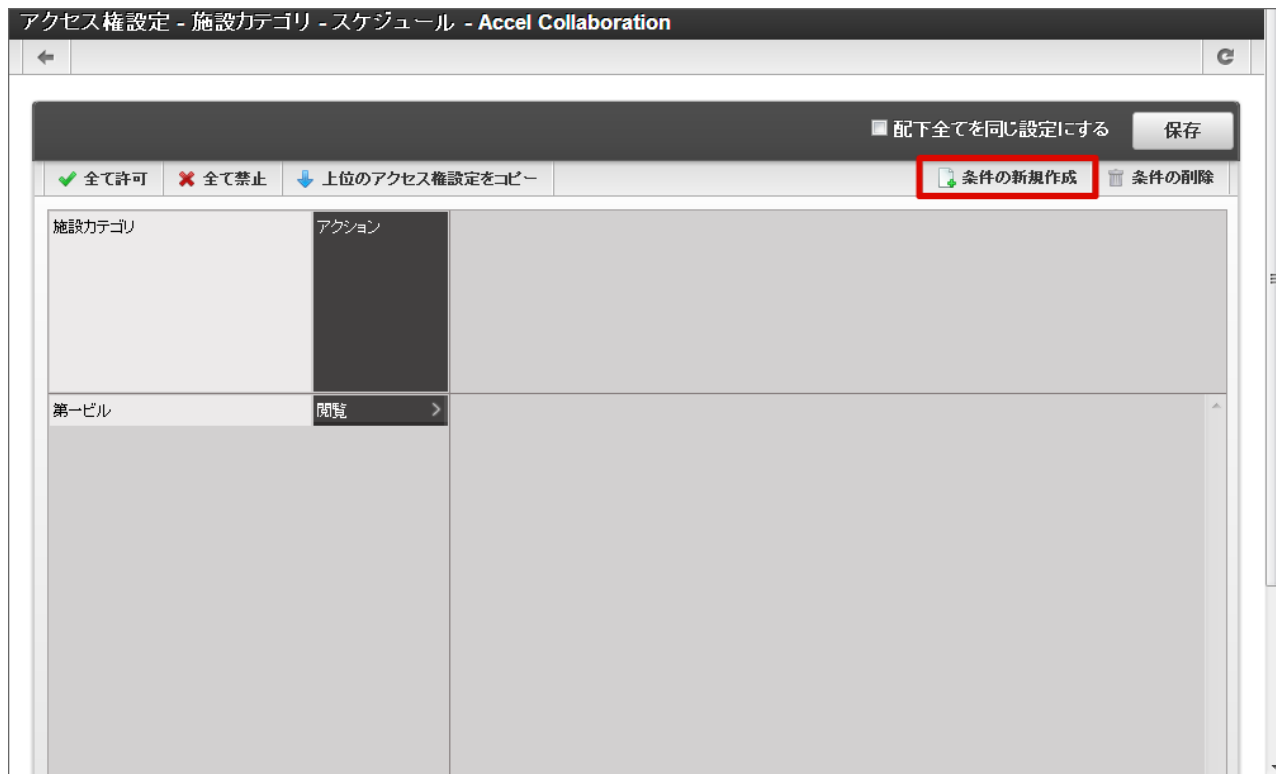 アクセス権設定 - 施設カテゴリ - スケジュール - Accel Collaboration
配下全てを同じ設定にする 保存
全て許可 全て禁止 上位のアクセス権設定をコピー 条件の新規作成 条件の削除
施設カテゴリ アクション
第一ビル 閲覧